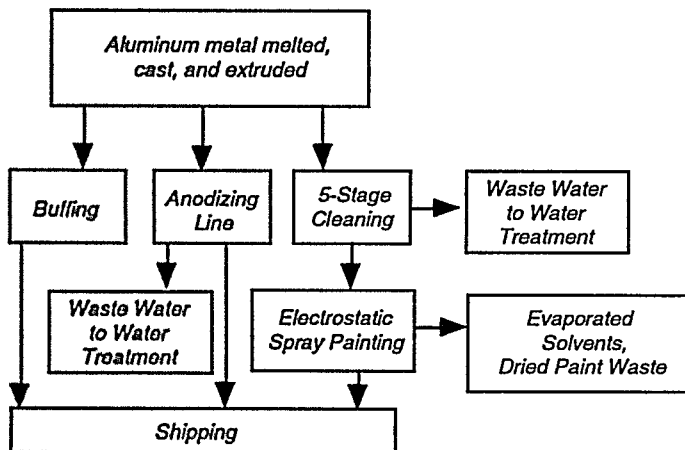 Aluminum metal melted,
cast, and extruded
Buffing
Anodizing
Line
5-Stage
Cleaning
Waste Water
to Water
Treatment
Waste Water
to Water
Treatment
Electrostatic
Spray Painting
Evaporated
Solvents,
Dried Paint Waste
Shipping